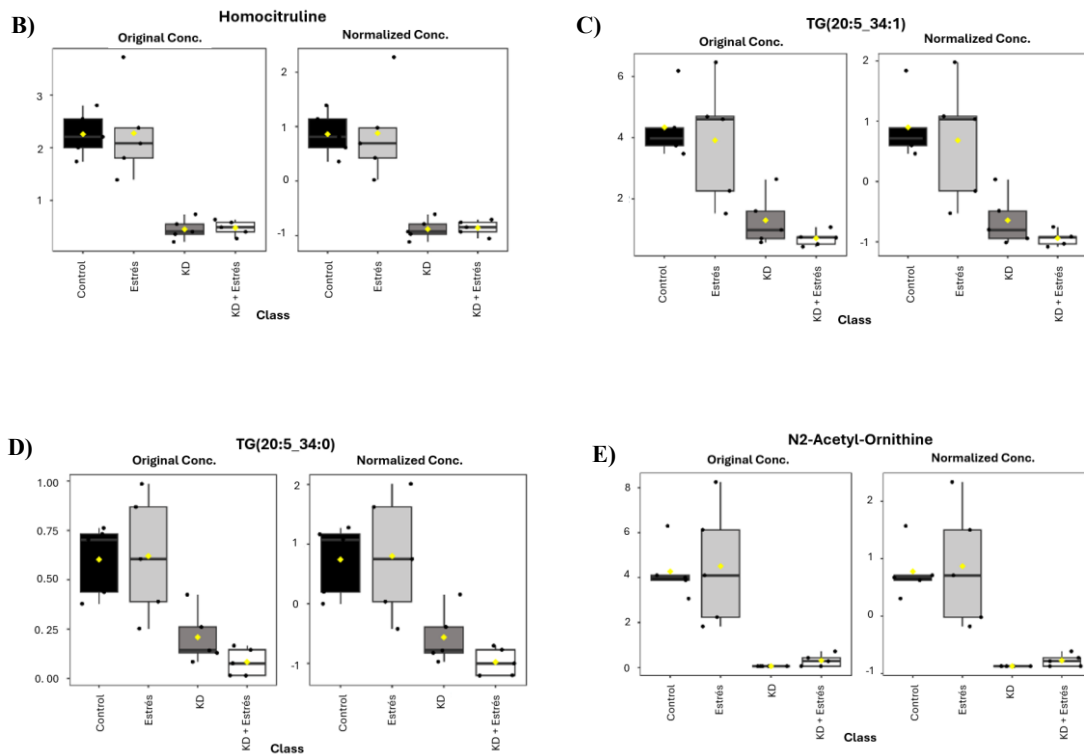 B)
Homocitruline
Original Conc.
Normalized Conc.
3
2
1
2
1
0
-1
Control
Estrés
KD
KD + Estrés
Control
Estrés
KD
KD + Estrés
Class
C)
TG(20:5_34:1)
Original Conc.
Normalized Conc.
6
4
2
2
1
0
-1
Control
Estrés
KD
KD + Estrés
Control
Estrés
KD
KD + Estrés
Class
D)
TG(20:5_34:0)
Original Conc.
Normalized Conc.
1.00
0.75
0.50
0.25
0.00
2
1
0
-1
Control
Estrés
KD
KD + Estrés
Control
Estrés
KD
KD + Estrés
Class
E)
N2-Acetyl-Ornithine
Original Conc.
Normalized Conc.
8
6
4
2
0
2
1
0
-1
Control
Estrés
KD
KD + Estrés
Control
Estrés
KD
KD + Estrés
Class